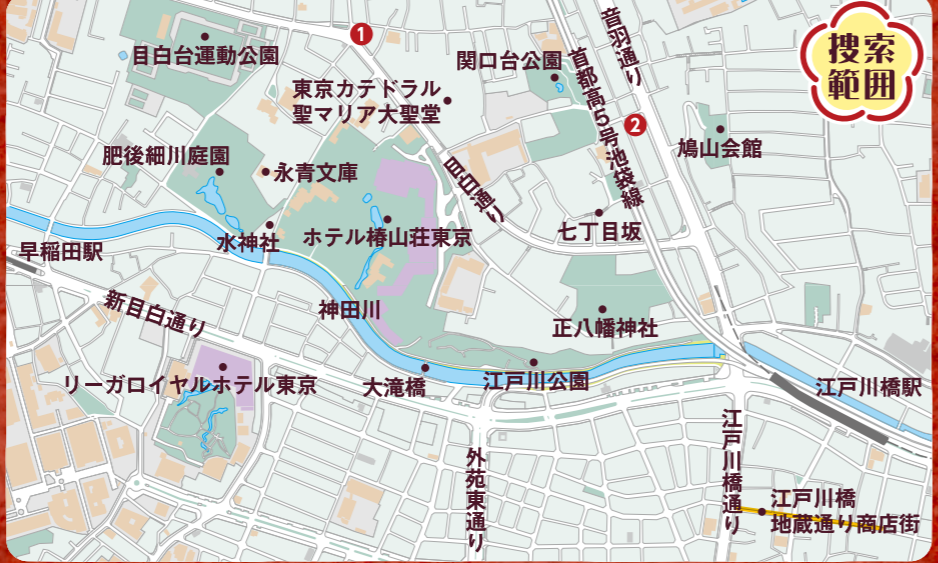 捜索
範囲
音羽通り
1
目白台運動公園
関口台公園
首都高5号池袋線
東京カテドラル
聖マリア大聖堂
2
鳩山会館
肥後細川庭園
永青文庫
目白通り
水神社
ホテル椿山荘東京
七丁目坂
早稲田駅
新目白通り
神田川
正八幡神社
リーガロイヤルホテル東京
大滝橋
江戸川公園
江戸川橋駅
外苑東通り
江戸川橋通り
江戸川橋
地蔵通り商店街